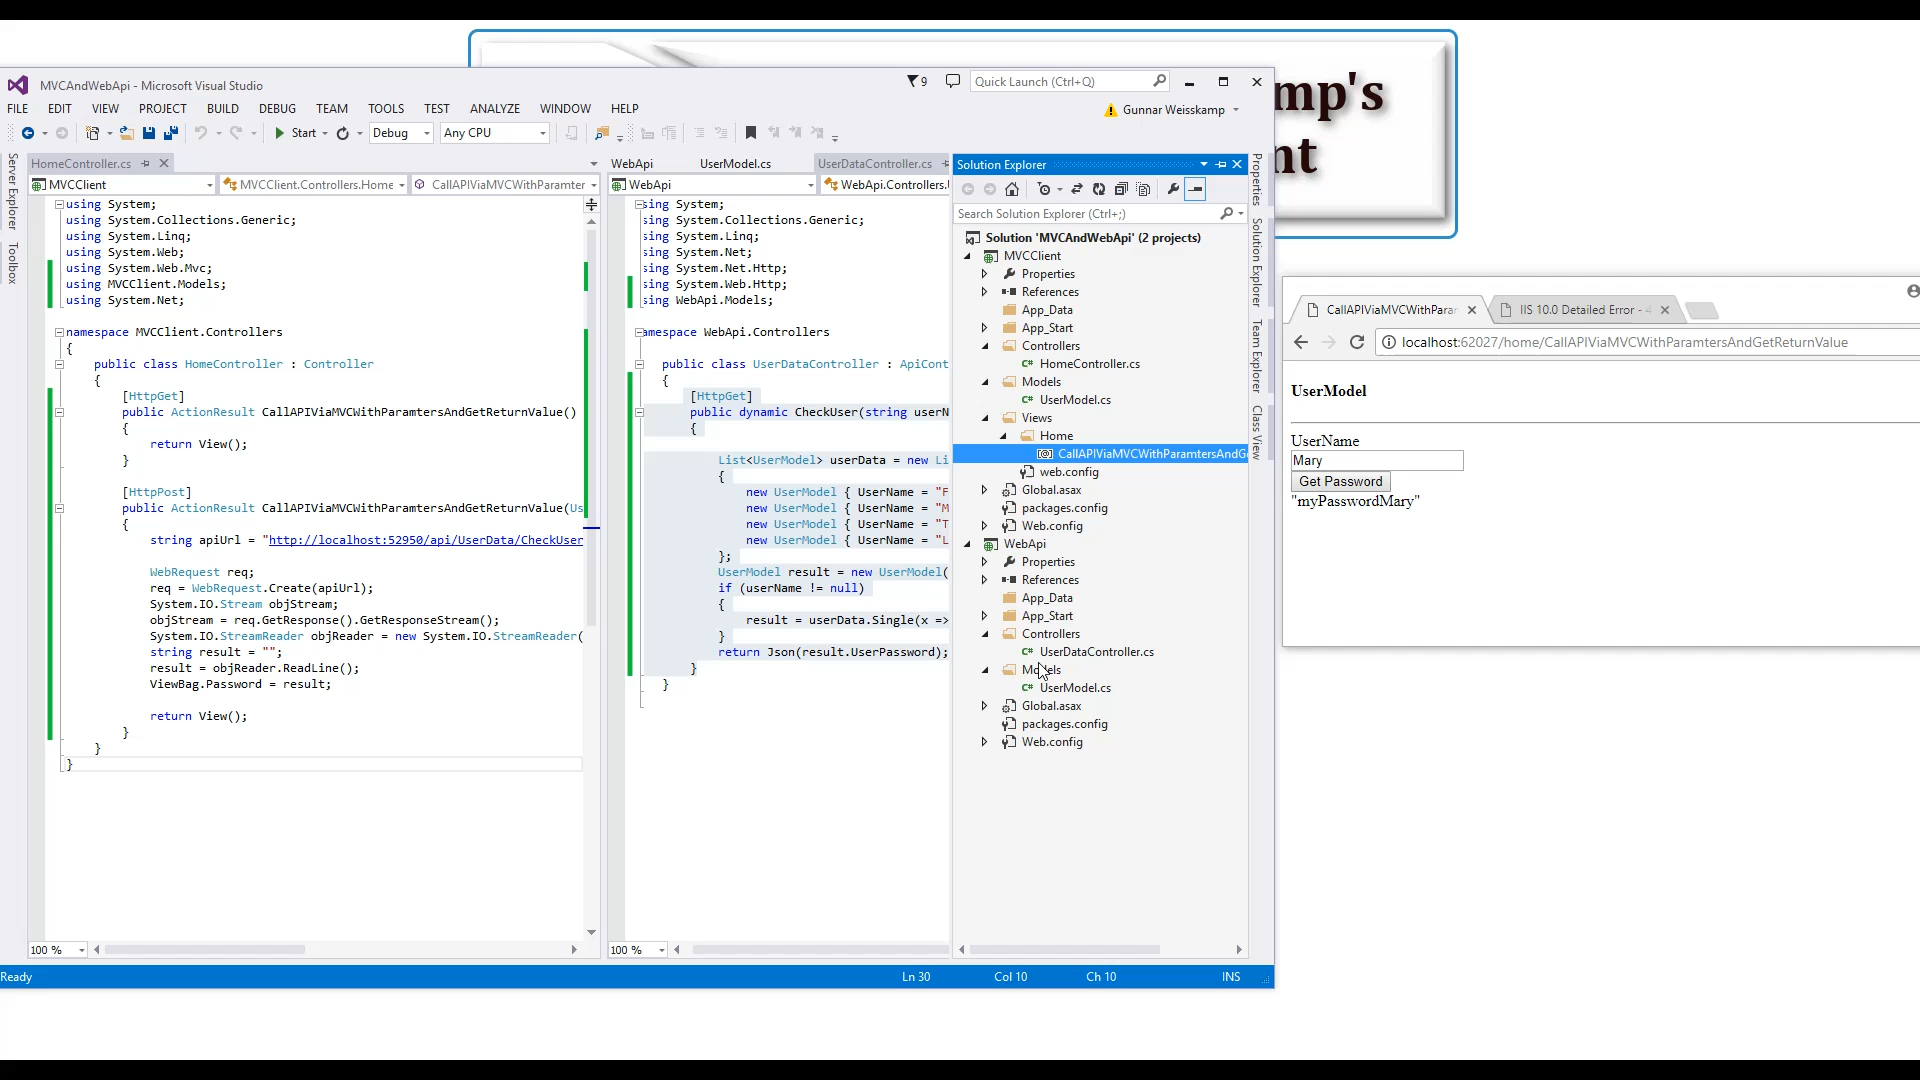 mp's
nt
MVCAndWebApi - Microsoft Visual Studio
9
Quick Launch (Ctrl+Q)
FILE EDIT VIEW PROJECT BUILD DEBUG TEAM TOOLS TEST ANALYZE WINDOW HELP
Gunnar Weisskamp
Start Debug Any CPU
Server Explorer
Toolbox
HomeController.cs
MVCClient MVCClient.Controllers.Home CallAPIViaMVCWithParamter
using System;
using System.Collections.Generic;
using System.Linq;
using System.Web;
using System.Web.Mvc;
using MVCClient.Models;
using System.Net;
namespace MVCClient.Controllers
{
public class HomeController : Controller
{
[HttpGet]
public ActionResult CallAPIViaMVCWithParamtersAndGetReturnValue()
{
return View();
}
[HttpPost]
public ActionResult CallAPIViaMVCWithParamtersAndGetReturnValue(Us
{
string apiUrl = "http://localhost:52950/api/UserData/CheckUser
WebRequest req;
req = WebRequest.Create(apiUrl);
System.IO.Stream objStream;
objStream = req.GetResponse().GetResponseStream();
System.IO.StreamReader objReader = new System.IO.StreamReader(
string result = "";
result = objReader.ReadLine();
ViewBag.Password = result;
return View();
}
}
}
100 %
WebApi UserModel.cs UserDataController.cs
WebApi WebApi.Controllers.
sing System;
sing System.Collections.Generic;
sing System.Linq;
sing System.Net;
sing System.Net.Http;
sing System.Web.Http;
sing WebApi.Models;
amespace WebApi.Controllers
public class UserDataController : ApiCont
{
[HttpGet]
public dynamic CheckUser(string userN
{
List<UserModel> userData = new Li
{
new UserModel { UserName = "F
new UserModel { UserName = "M
new UserModel { UserName = "T
new UserModel { UserName = "L
};
UserModel result = new UserModel(
if (userName != null)
{
result = userData.Single(x =>
}
return Json(result.UserPassword);
}
}
100 %
Solution Explorer
Search Solution Explorer (Ctrl+;)
Solution 'MVCAndWebApi' (2 projects)
MVCClient
Properties
References
App_Data
App_Start
Controllers
HomeController.cs
Models
UserModel.cs
Views
Home
CallAPIViaMVCWithParamtersAndG
web.config
Global.asax
packages.config
Web.config
WebApi
Properties
References
App_Data
App_Start
Controllers
UserDataController.cs
Models
UserModel.cs
Global.asax
packages.config
Web.config
Properties
Solution Explorer
Team Explorer
Class View
Ready Ln 30 Col 10 Ch 10 INS
CallAPIViaMVCWithPara IIS 10.0 Detailed Error - 4
localhost:62027/home/CallAPIViaMVCWithParamtersAndGetReturnValue
UserModel
UserName
Mary
Get Password
"myPasswordMary"